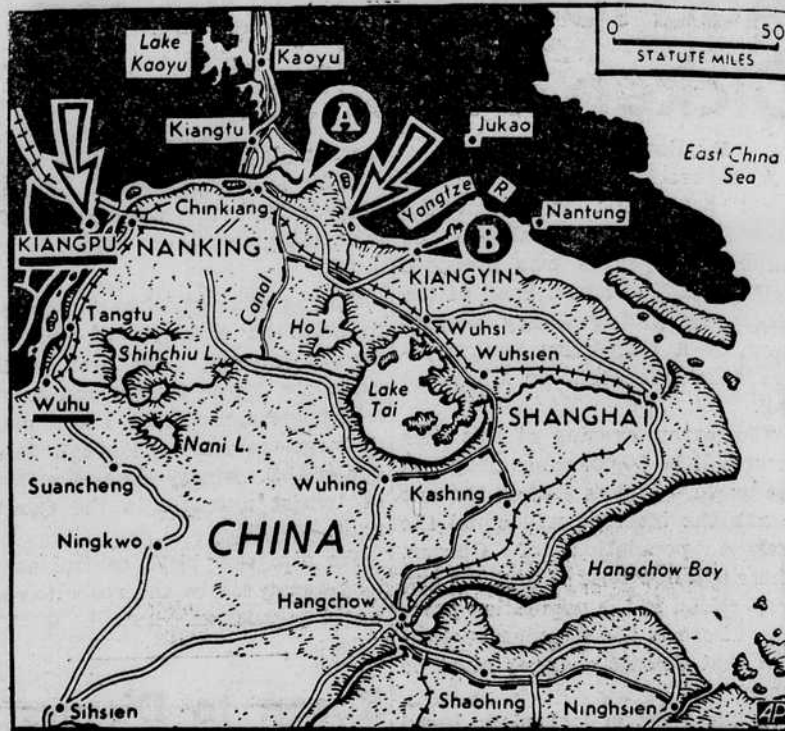 0 50
STATUTE MILES
Lake
Kaoyu
Kaoyu
Kiangtu
A
Jukao
East China
Sea
Yangtze R
Nantung
Chinkiang
KIANGPU
NANKING
B
KIANGYIN
Tangtu
Canal
Ho L.
Wuhsi
Shihchiu L.
Wuhsien
Lake
Tai
Wuhu
SHANGHAI
Nani L.
Suancheng
Wuhing
Kashing
CHINA
Ningkwo
Hangchow Bay
Hangchow
Shaohing
Sihsien
Ninghsien
AP